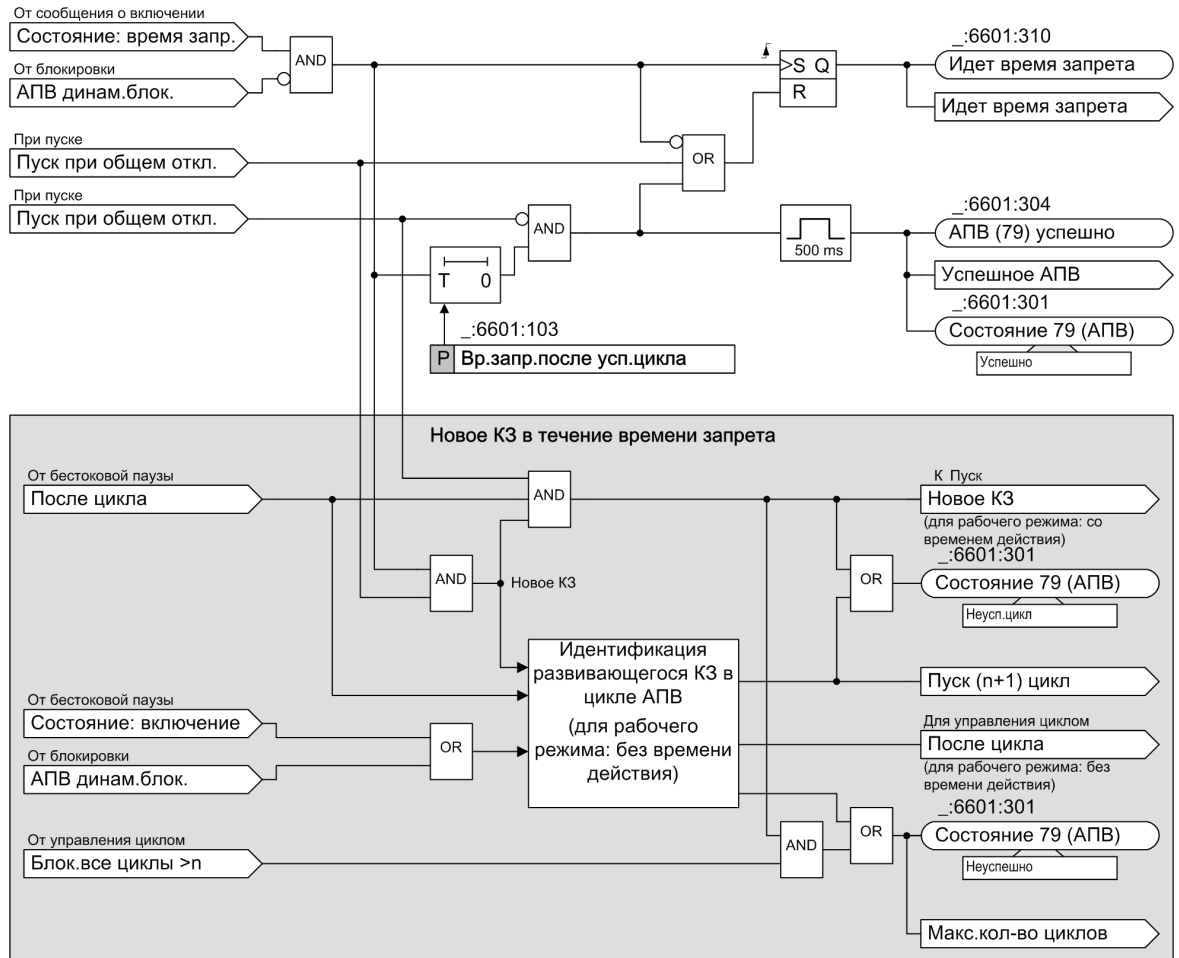 От сообщения о включении
Состояние: время запр.
От блокировки
АПВ динам.блок.
AND
S Q
R
_:6601:310
Идет время запрета
Идет время запрета
При пуске
Пуск при общем откл.
OR
При пуске
Пуск при общем откл.
AND
T 0
500 ms
_:6601:304
АПВ (79) успешно
Успешное АПВ
_:6601:301
Состояние 79 (АПВ)
Успешно
_:6601:103
P Вр.запр.после усп.цикла
Новое КЗ в течение времени запрета
От бестоковой паузы
После цикла
AND
К Пуск
Новое КЗ
(для рабочего режима: со
временем действия)
_:6601:301
AND
Новое КЗ
OR
Состояние 79 (АПВ)
Неусп.цикл
Идентификация
развивающегося КЗ в
цикле АПВ
(для рабочего
режима: без времени
действия)
Пуск (n+1) цикл
От бестоковой паузы
Состояние: включение
От блокировки
АПВ динам.блок.
OR
Для управления циклом
После цикла
(для рабочего режима: без
времени действия)
_:6601:301
От управления циклом
Блок.все циклы >n
AND
OR
Состояние 79 (АПВ)
Неуспешно
Макс.кол-во циклов